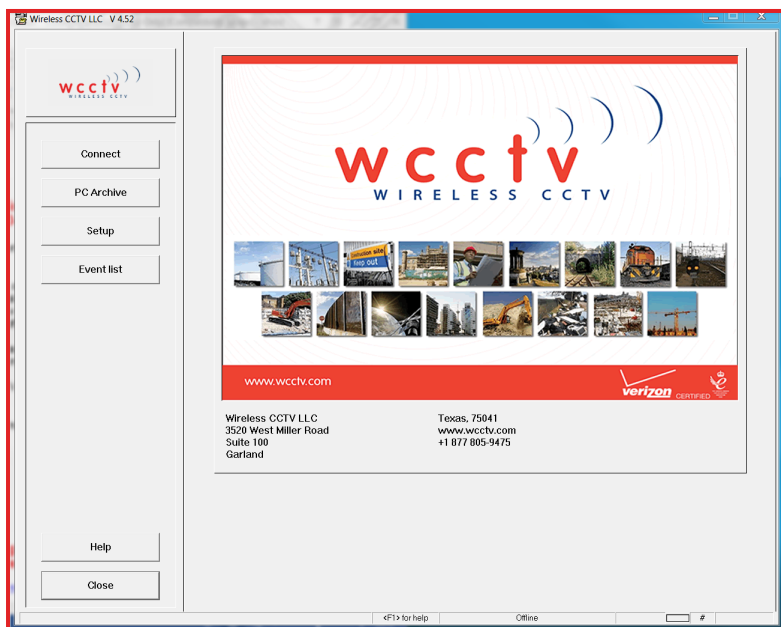 Wireless CCTV LLC V 4.52
wcctv
WIRELESS CCTV
Connect
PC Archive
Setup
Event list
Help
Close
wcctv
WIRELESS CCTV
Construction site
Keep out
www.wcctv.com
verizon CERTIFIED
Wireless CCTV LLC
3520 West Miller Road
Suite 100
Garland
Texas, 75041
www.wcctv.com
+1 877 805-9475
<F1> for help
Offline
#